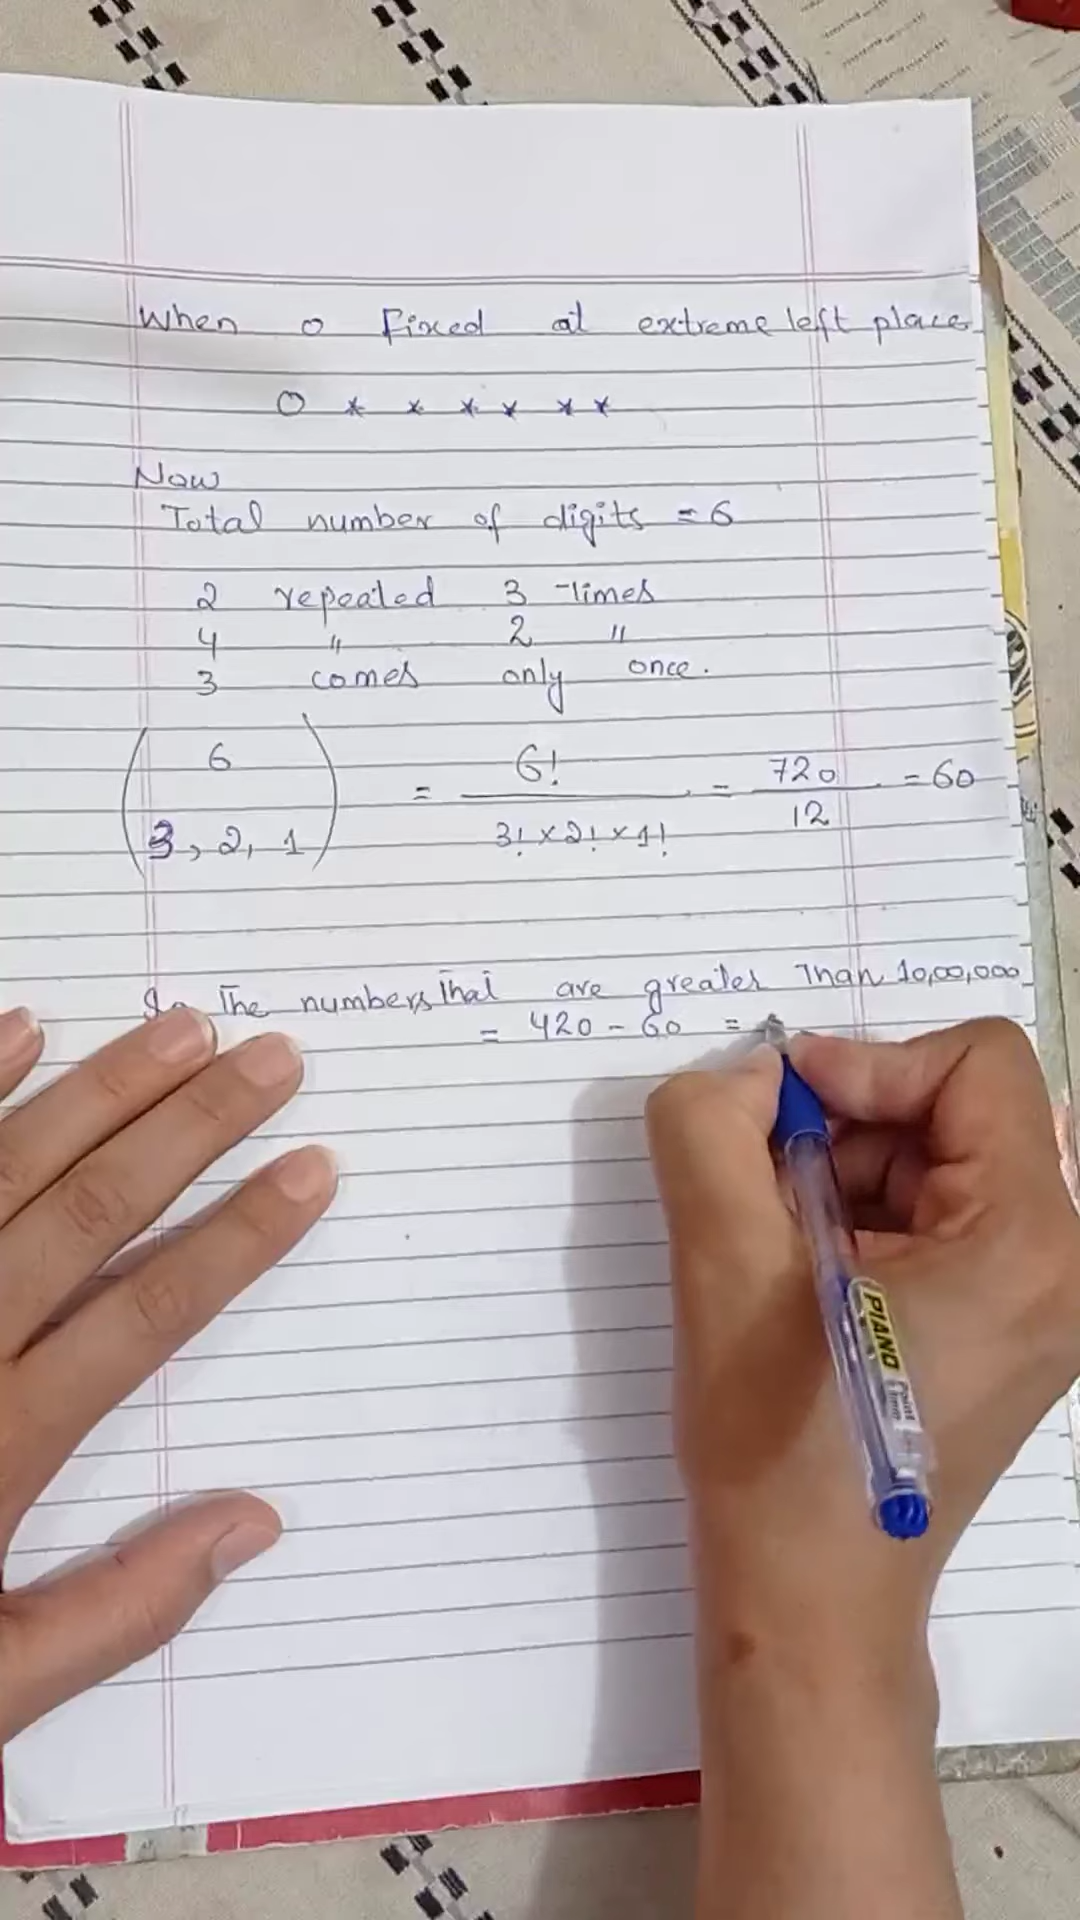 When 0 fixed at extreme left place
0 * * * * * *
Now
Total number of digits = 6
2 repeated 3 times
4 " 2 "
3 comes only once.
( 6 3, 2, 1 ) = 6! / 3! × 2! × 1! = 720 / 12 = 60
The numbers that are greater than 10,00,000
= 420 - 60 =
PIANO
Point